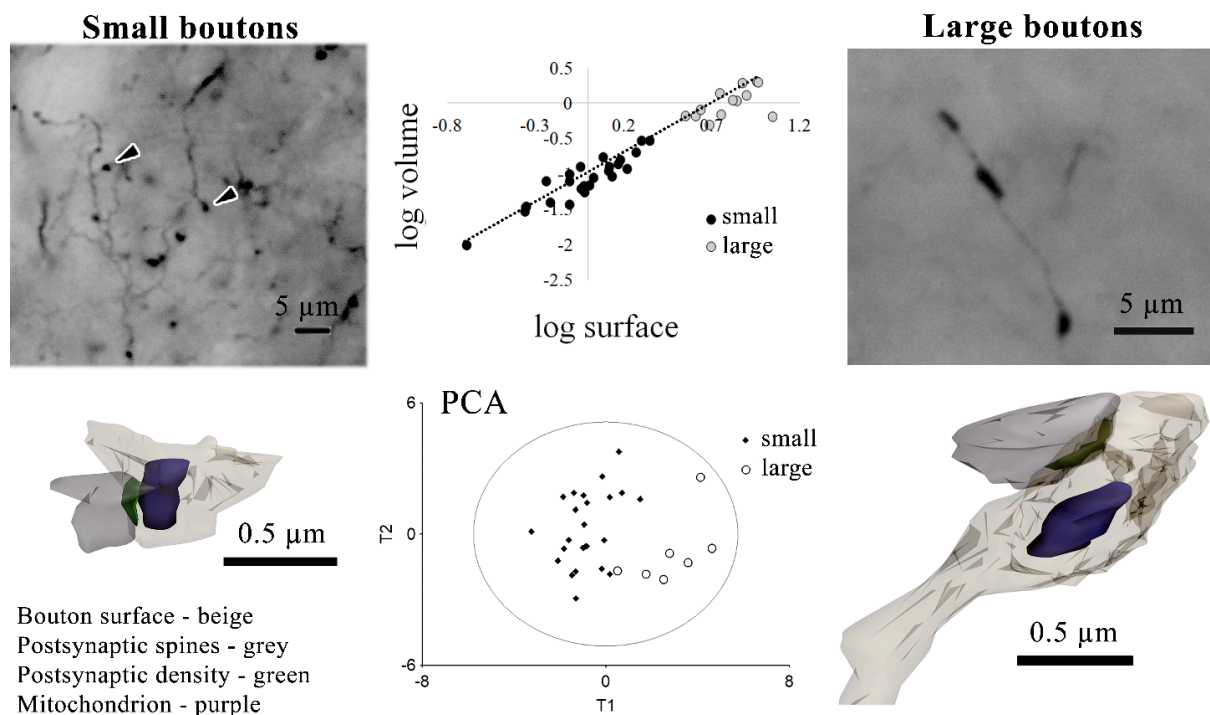 Small boutons
5 µm
log volume
0.5
0
-0.8
-0.3
0.2
0.7
1.2
-0.5
-1.5
-2
-2.5
small
large
log surface
Large boutons
5 µm
0.5 µm
Bouton surface - beige
Postsynaptic spines - grey
Postsynaptic density - green
Mitochondrion - purple
PCA
6
T2
0
-6
-8
0
8
T1
small
large
0.5 µm